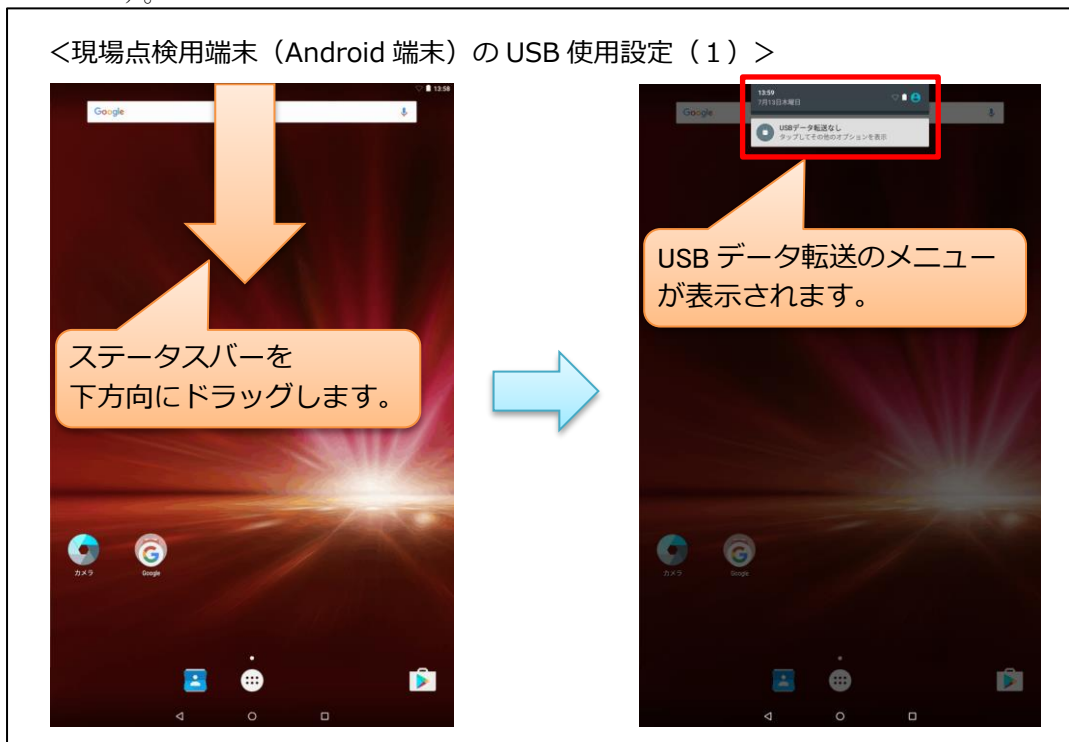 す。
＜現場点検用端末（Android 端末）の USB 使用設定（１）＞
13:58
Google
ステータスバーを
下方向にドラッグします。
カメラ
Google
13:59
7月13日木曜日
Google
USBデータ転送なし
タップしてその他のオプションを表示
USB データ転送のメニュー
が表示されます。
カメラ
Google